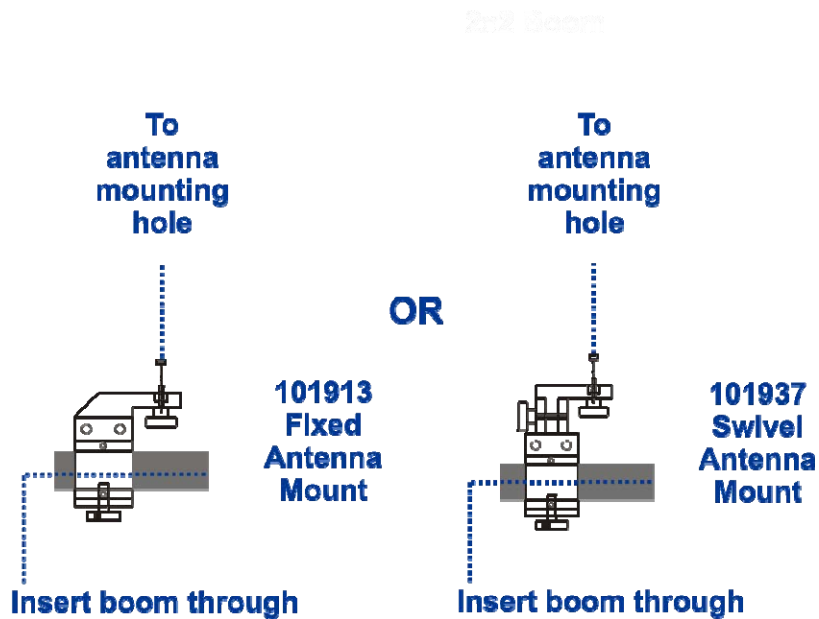 To
antenna
mounting
hole
To
antenna
mounting
hole
OR
101913
Fixed
Antenna
Mount
101937
Swivel
Antenna
Mount
Insert boom through
Insert boom through